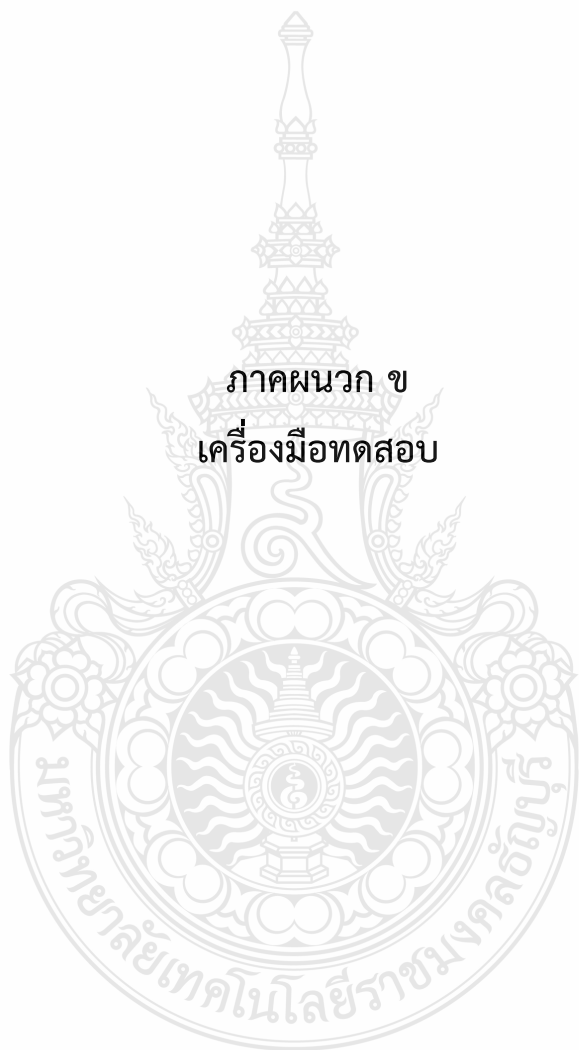 ภาคผนวก ข
เครื่องมือทดสอบ
มหาวิทยาลัยเทคโนโลยีราชมงคลธัญบุรี